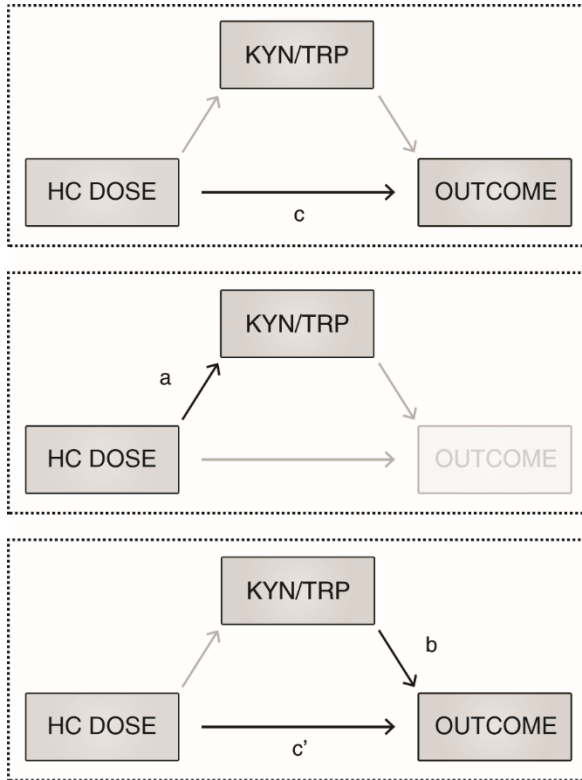 KYN/TRP
HC DOSE
OUTCOME
c
KYN/TRP
a
HC DOSE
OUTCOME
KYN/TRP
b
HC DOSE
OUTCOME
c'